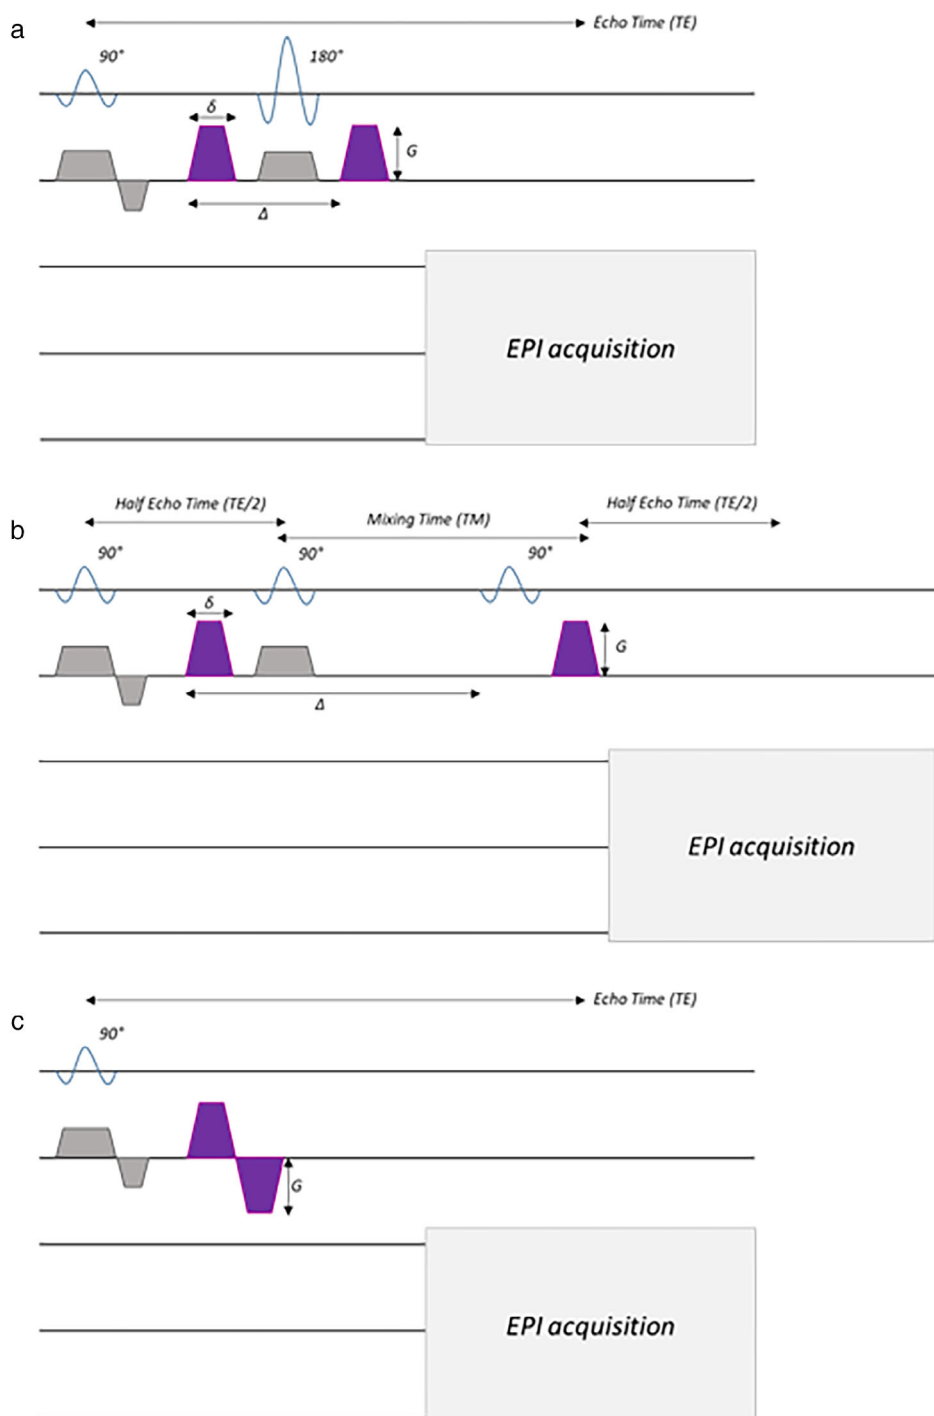 a
Echo Time (TE)
90°
180°
δ
G
Δ
EPI acquisition
b
Half Echo Time (TE/2)
Mixing Time (TM)
Half Echo Time (TE/2)
90°
90°
90°
δ
G
Δ
EPI acquisition
c
Echo Time (TE)
90°
G
EPI acquisition